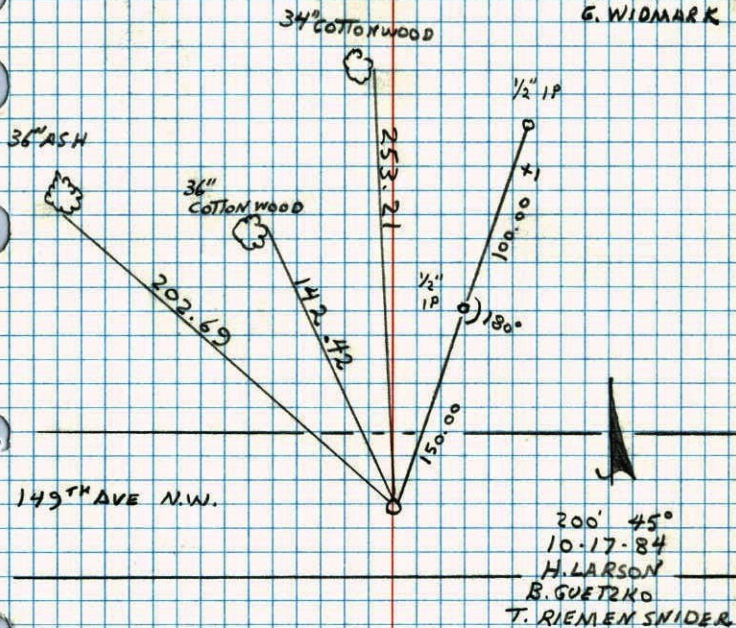 G. WIDMARK
34" COTTONWOOD
1/2" IP
36" ASH
36"
COTTONWOOD
253.21
100.00 ±
1/2"
IP
180°
202.69
142.42
150.00
149TH AVE N.W.
200' 45°
10-17-84
H. LARSON
B. GUETZKO
T. RIEMENSNIDER